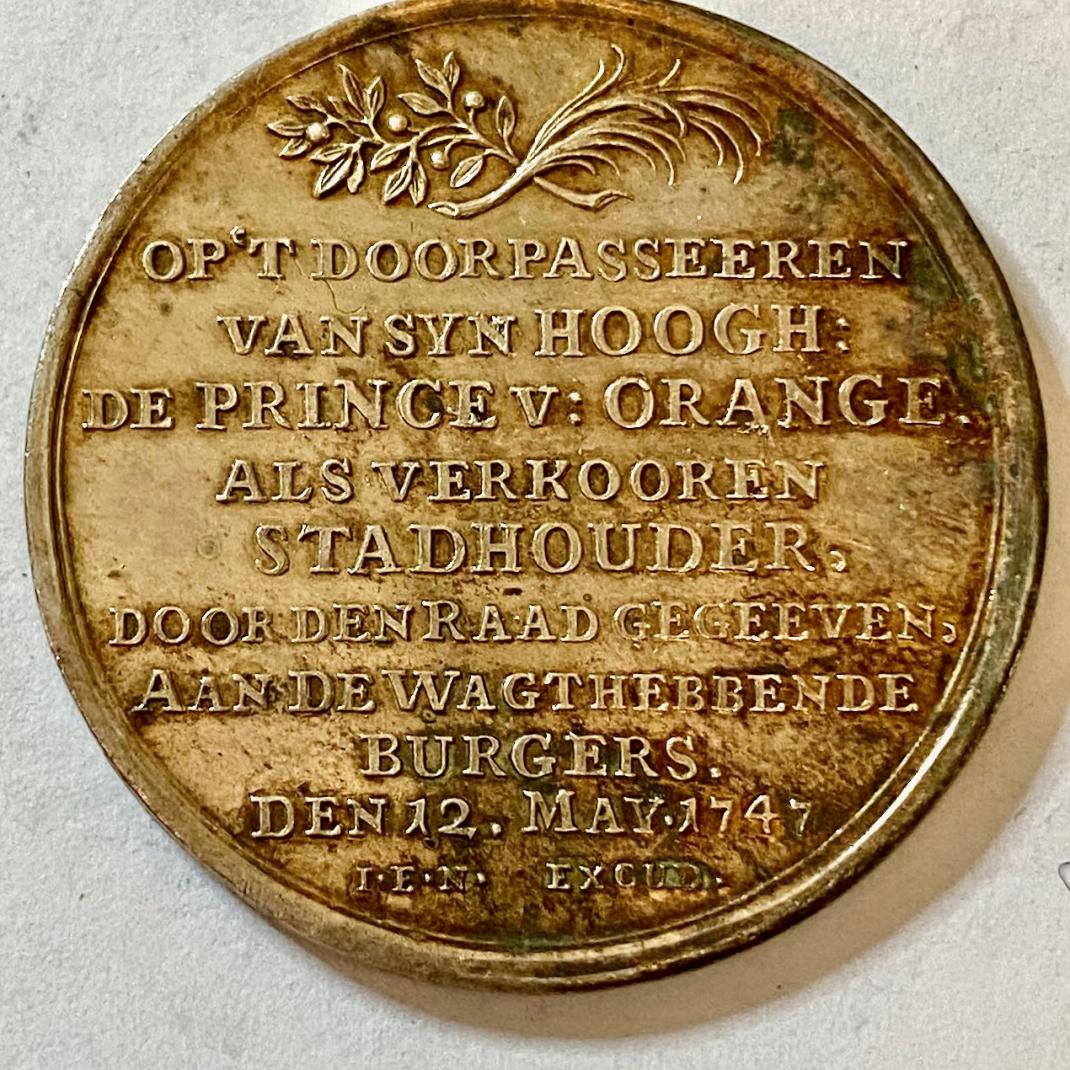 OP‘T DOORPASSEEREN
VAN SYN HOOGH:
DE PRINCE V: ORANGE.
ALS VERKOOREN
STADHOUDER,
DOOR DEN RAAD GEGEEVEN,
AAN DE WAGTHEBBENDE
BURGERS.
DEN 12. MAY. 1747
I·E·N· EXCUD.